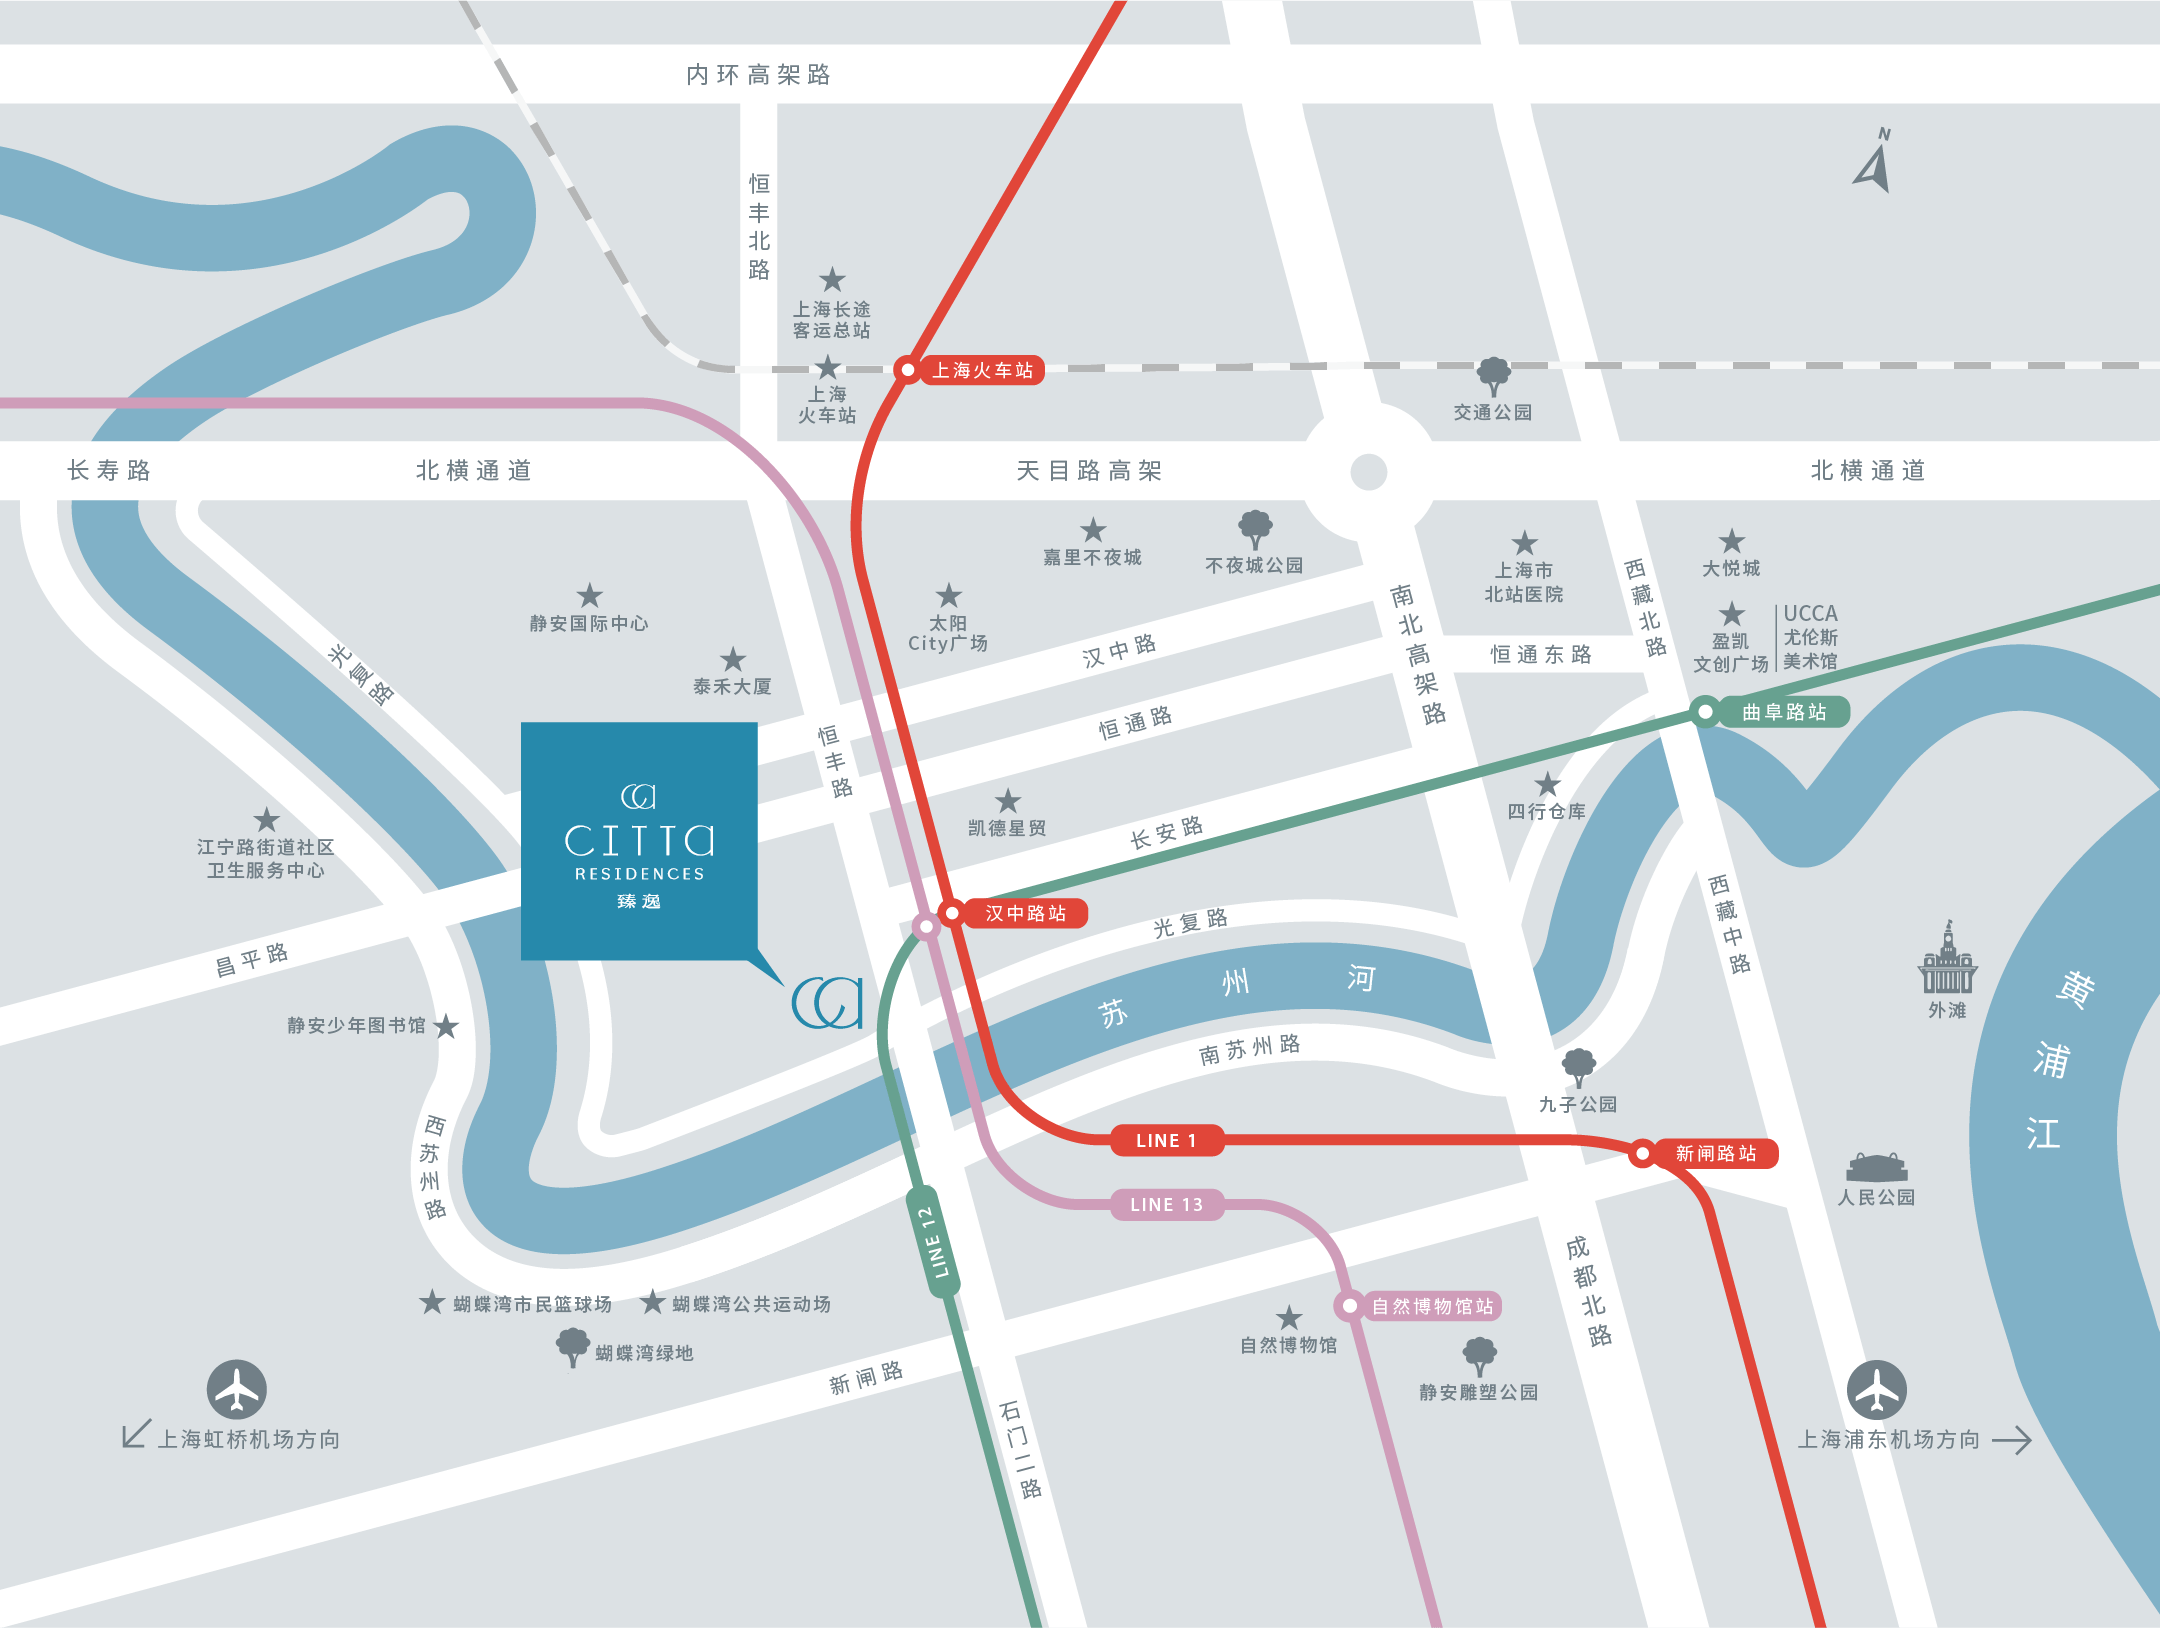 内环高架路
N
恒丰北路
上海长途
客运总站
上海火车站
上海
火车站
交通公园
长寿路
北横通道
天目路高架
北横通道
嘉里不夜城
不夜城公园
上海市
北站医院
西藏北路
大悦城
静安国际中心
太阳
City广场
南北高架路
盈凯
文创广场
UCCA
尤伦斯
美术馆
光复路
泰禾大厦
汉中路
恒通东路
恒丰路
恒通路
曲阜路站
CITTA
RESIDENCES
臻逸
江宁路街道社区
卫生服务中心
凯德星贸
长安路
四行仓库
西藏中路
昌平路
汉中路站
光复路
苏州河
外滩
黄浦江
静安少年图书馆
南苏州路
九子公园
西苏州路
LINE 1
新闸路站
LINE 12
LINE 13
人民公园
成都北路
蝴蝶湾市民篮球场
蝴蝶湾公共运动场
蝴蝶湾绿地
自然博物馆站
自然博物馆
静安雕塑公园
新闸路
石门二路
上海虹桥机场方向
上海浦东机场方向